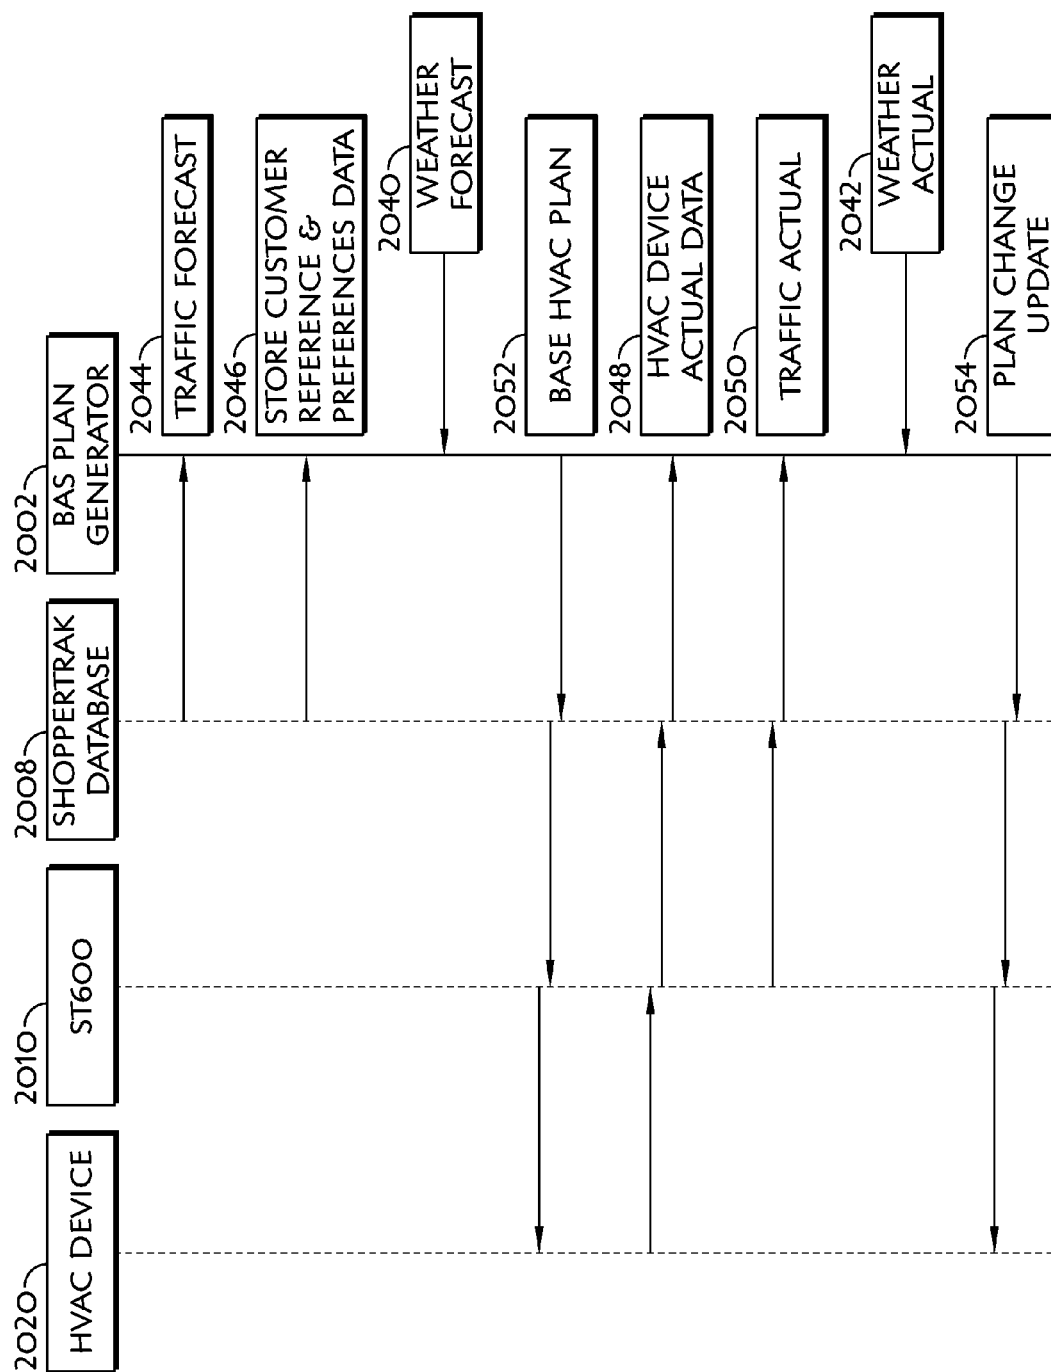 2020
HVAC DEVICE
2010
ST600
2008
SHOPPERTRAK
DATABASE
2002
BAS PLAN
GENERATOR
2044
TRAFFIC FORECAST
2046
STORE CUSTOMER
REFERENCE &
PREFERENCES DATA
2040
WEATHER
FORECAST
2052
BASE HVAC PLAN
2048
HVAC DEVICE
ACTUAL DATA
2050
TRAFFIC ACTUAL
2042
WEATHER
ACTUAL
2054
PLAN CHANGE
UPDATE